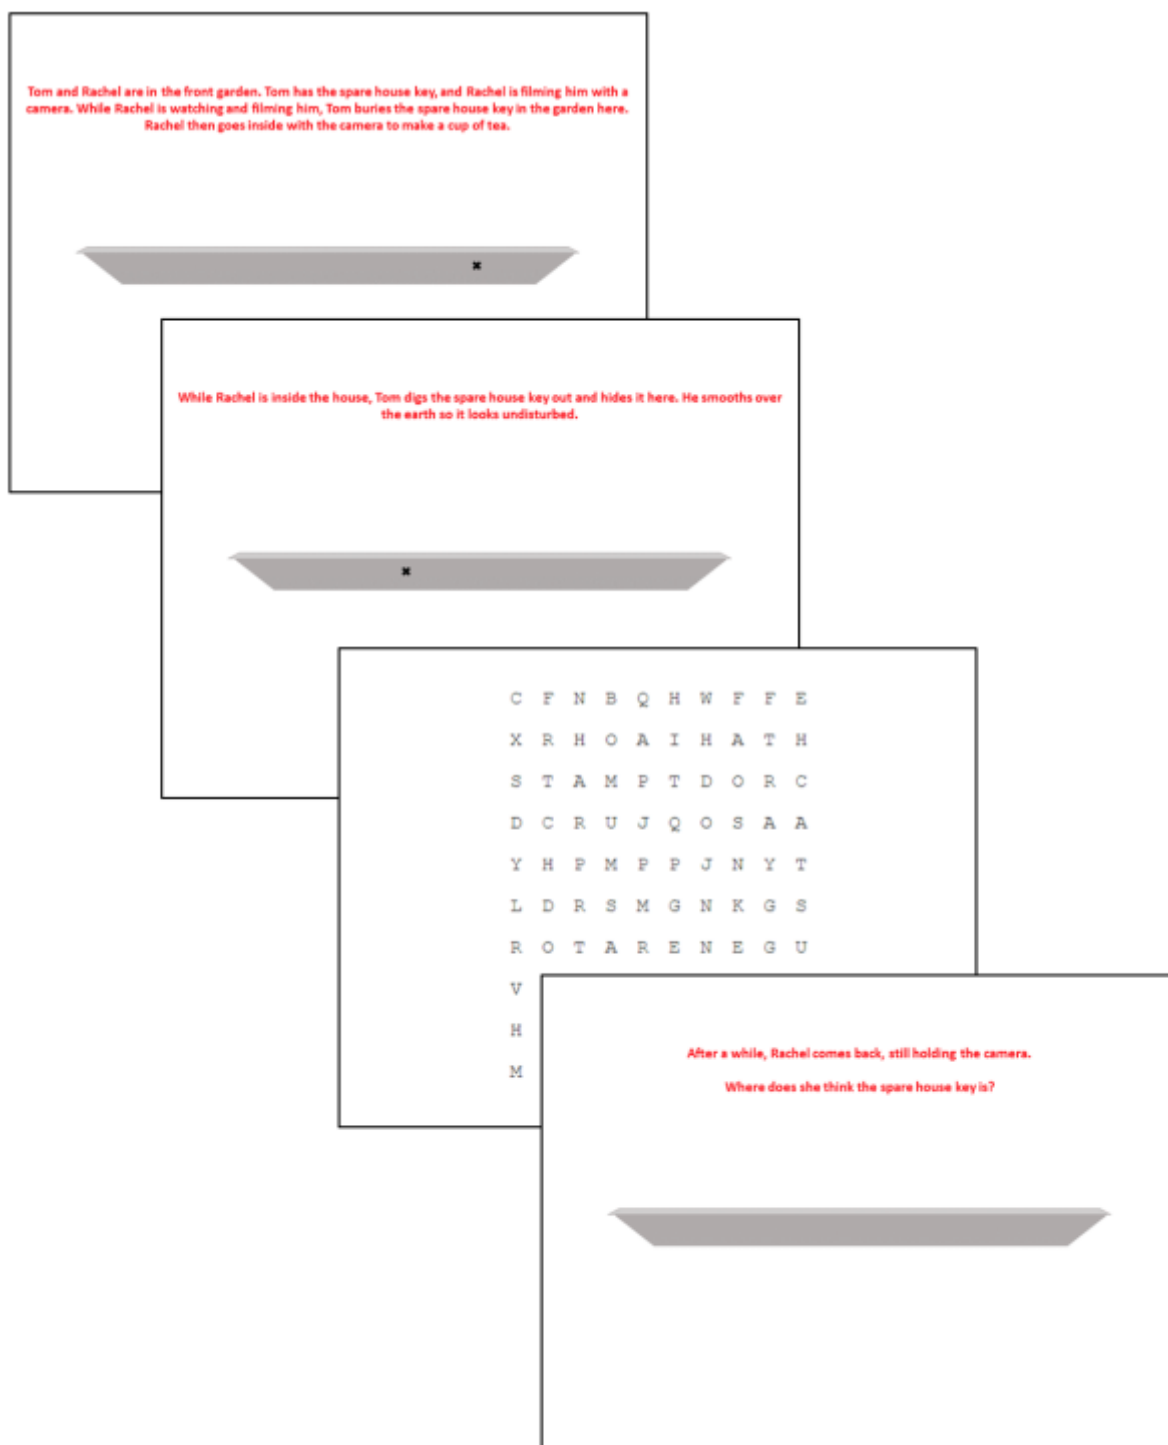 Tom and Rachel are in the front garden. Tom has the spare house key, and Rachel is filming him with a
camera. While Rachel is watching and filming him, Tom buries the spare house key in the garden here.
Rachel then goes inside with the camera to make a cup of tea.
While Rachel is inside the house, Tom digs the spare house key out and hides it here. He smooths over
the earth so it looks undisturbed.
C F N B Q H W F F E
X R H O A I H A T H
S T A M P T D O R C
D C R U J Q O S A A
Y H P M P P J N Y T
L D R S M G N K G S
R O T A R E N E G U
V
H
M
After a while, Rachel comes back, still holding the camera.
Where does she think the spare house key is?